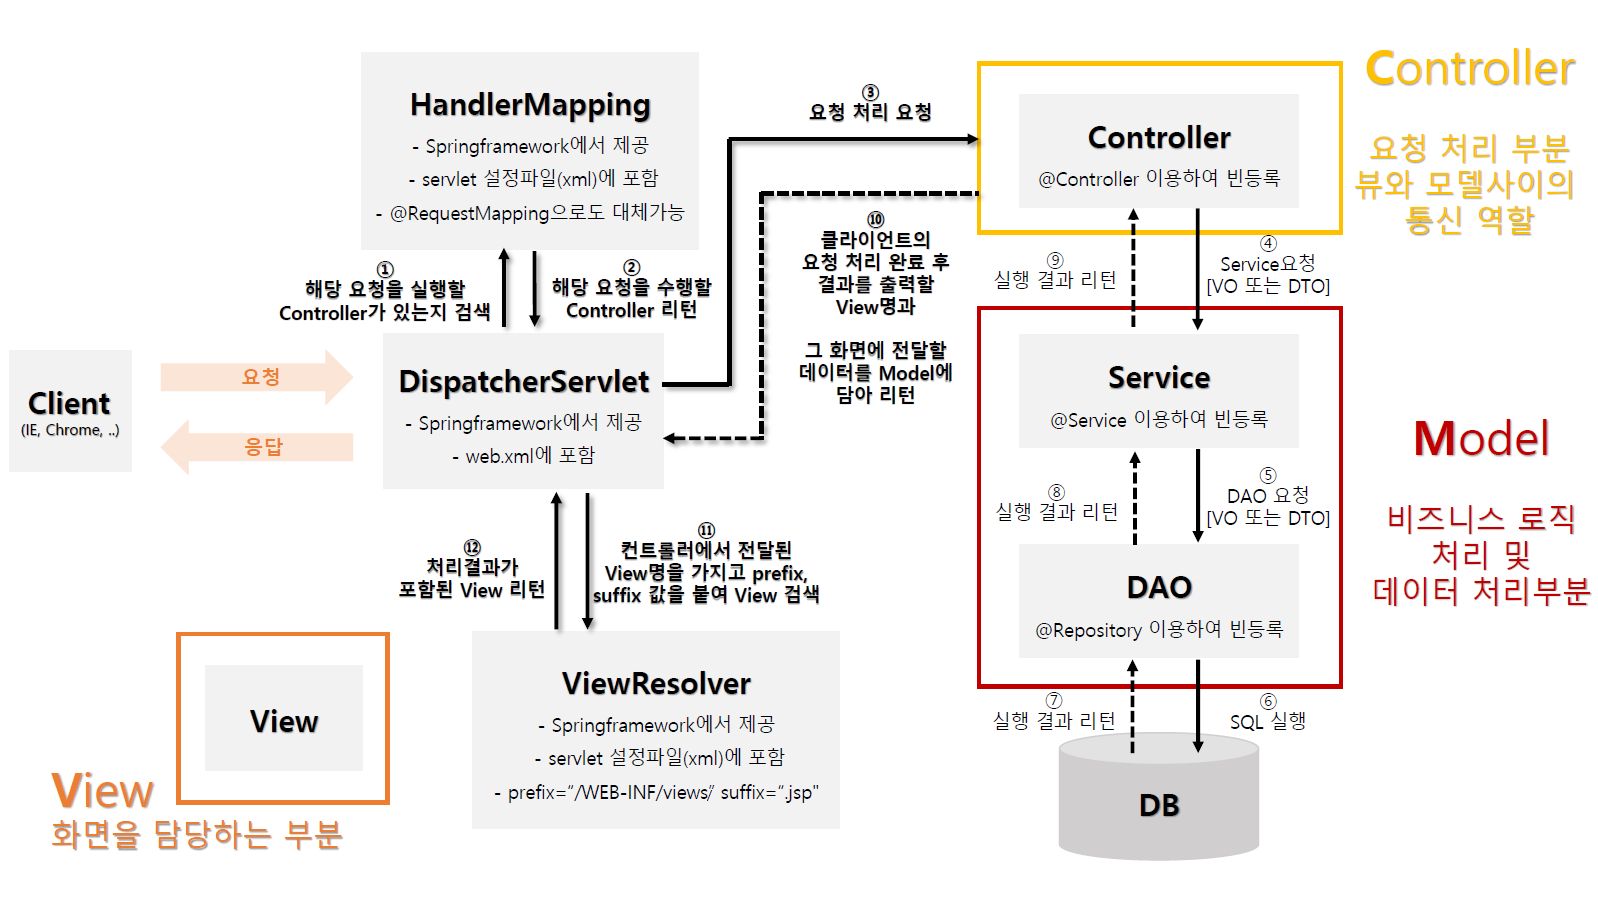 HandlerMapping
- Springframework에서 제공
- servlet 설정파일(xml)에 포함
- @RequestMapping으로도 대체가능
①
해당 요청을 실행할
Controller가 있는지 검색
②
해당 요청을 수행할
Controller 리턴
Client
(IE, Chrome, ..)
요청
응답
DispatcherServlet
- Springframework에서 제공
- web.xml에 포함
③
요청 처리 요청
⑩
클라이언트의
요청 처리 완료 후
결과를 출력할
View명과
그 화면에 전달할
데이터를 Model에
담아 리턴
Controller
@Controller 이용하여 빈등록
Controller
요청 처리 부분
뷰와 모델사이의
통신 역할
⑨
실행 결과 리턴
④
Service요청
[VO 또는 DTO]
Service
@Service 이용하여 빈등록
⑧
실행 결과 리턴
⑤
DAO 요청
[VO 또는 DTO]
DAO
@Repository 이용하여 빈등록
Model
비즈니스 로직
처리 및
데이터 처리부분
⑦
실행 결과 리턴
⑥
SQL 실행
DB
⑫
처리결과가
포함된 View 리턴
⑪
컨트롤러에서 전달된
View명을 가지고 prefix,
suffix 값을 붙여 View 검색
ViewResolver
- Springframework에서 제공
- servlet 설정파일(xml)에 포함
- prefix=“/WEB-INF/views/” suffix=“.jsp"
View
View
화면을 담당하는 부분